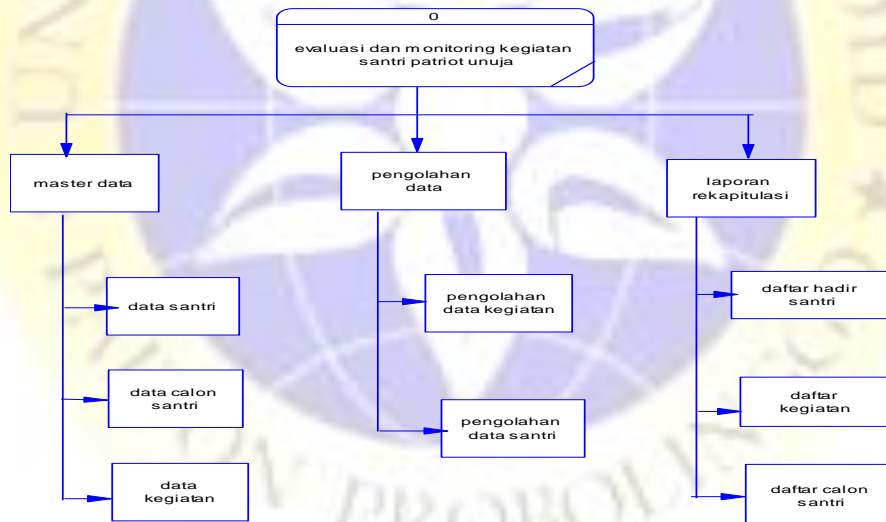 0
evaluasi dan monitoring kegiatan
santri patriot unuja
master data
pengolahan
data
laporan
rekapitulasi
data santri
data calon
santri
data
kegiatan
pengolahan
data kegiatan
pengolahan
data santri
daftar hadir
santri
daftar
kegiatan
daftar calon
santri
PROBOLINGGO